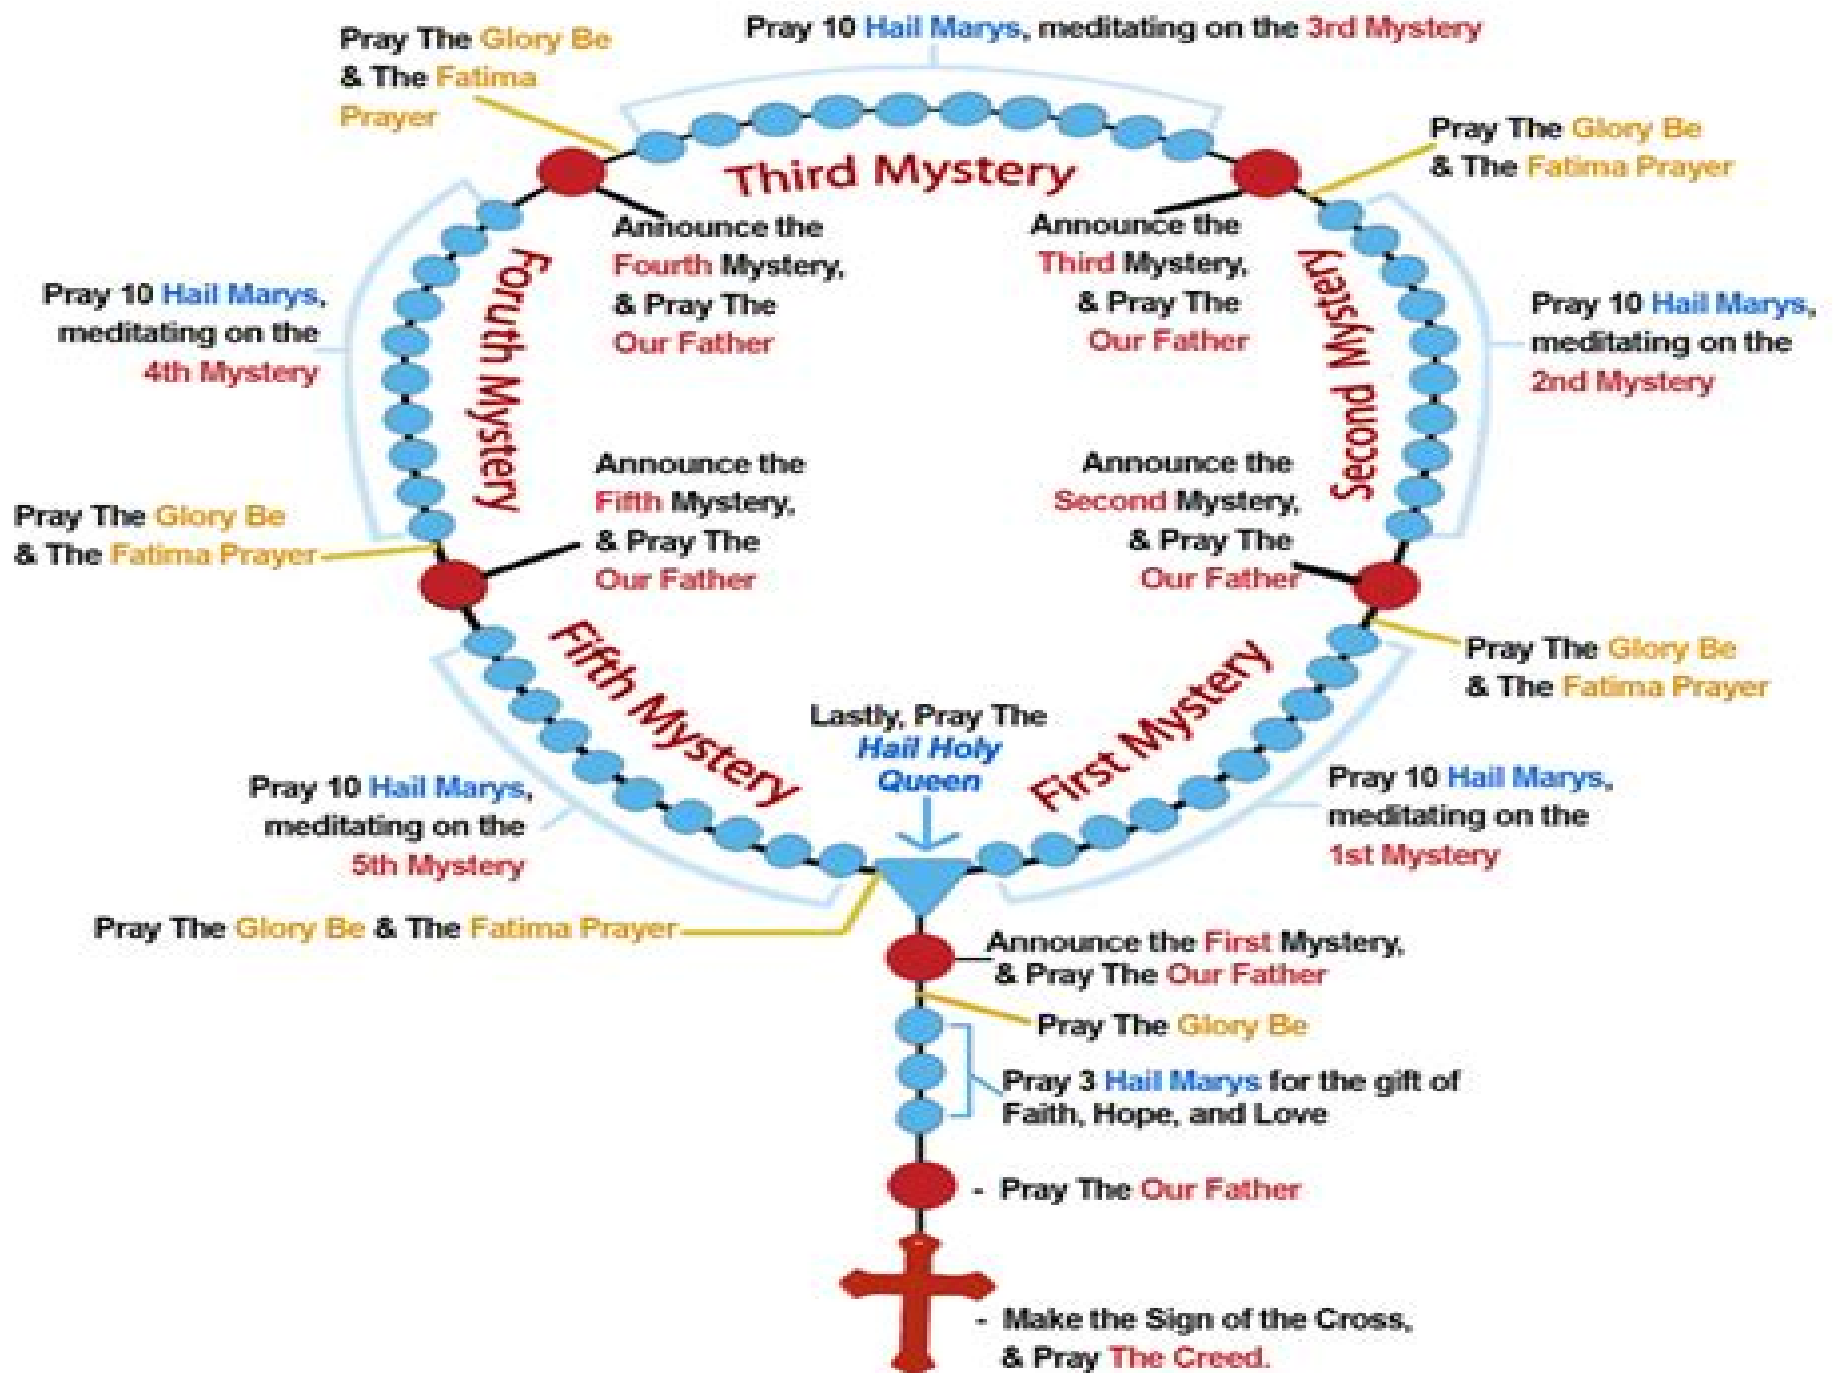 Pray 10 Hail Marys, meditating on the 3rd Mystery
Pray The Glory Be
& The Fatima
Prayer
Pray The Glory Be
& The Fatima Prayer
Third Mystery
Announce the
Fourth Mystery,
& Pray The
Our Father
Announce the
Third Mystery,
& Pray The
Our Father
Pray 10 Hail Marys,
meditating on the
4th Mystery
Foruth Mystery
Second Mystery
Pray 10 Hail Marys,
meditating on the
2nd Mystery
Announce the
Fifth Mystery,
& Pray The
Our Father
Announce the
Second Mystery,
& Pray The
Our Father
Pray The Glory Be
& The Fatima Prayer
Pray The Glory Be
& The Fatima Prayer
Fifth Mystery
Lastly, Pray The
Hail Holy
Queen
First Mystery
Pray 10 Hail Marys,
meditating on the
5th Mystery
Pray 10 Hail Marys,
meditating on the
1st Mystery
Pray The Glory Be & The Fatima Prayer
Announce the First Mystery,
& Pray The Our Father
Pray The Glory Be
Pray 3 Hail Marys for the gift of
Faith, Hope, and Love
- Pray The Our Father
- Make the Sign of the Cross,
& Pray The Creed.